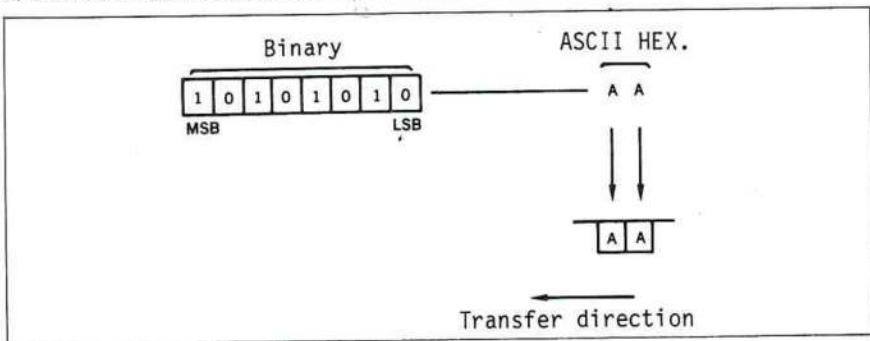 Binary
ASCII HEX.
1 0 1 0 1 0 1 0
A A
MSB
LSB
A A
Transfer direction